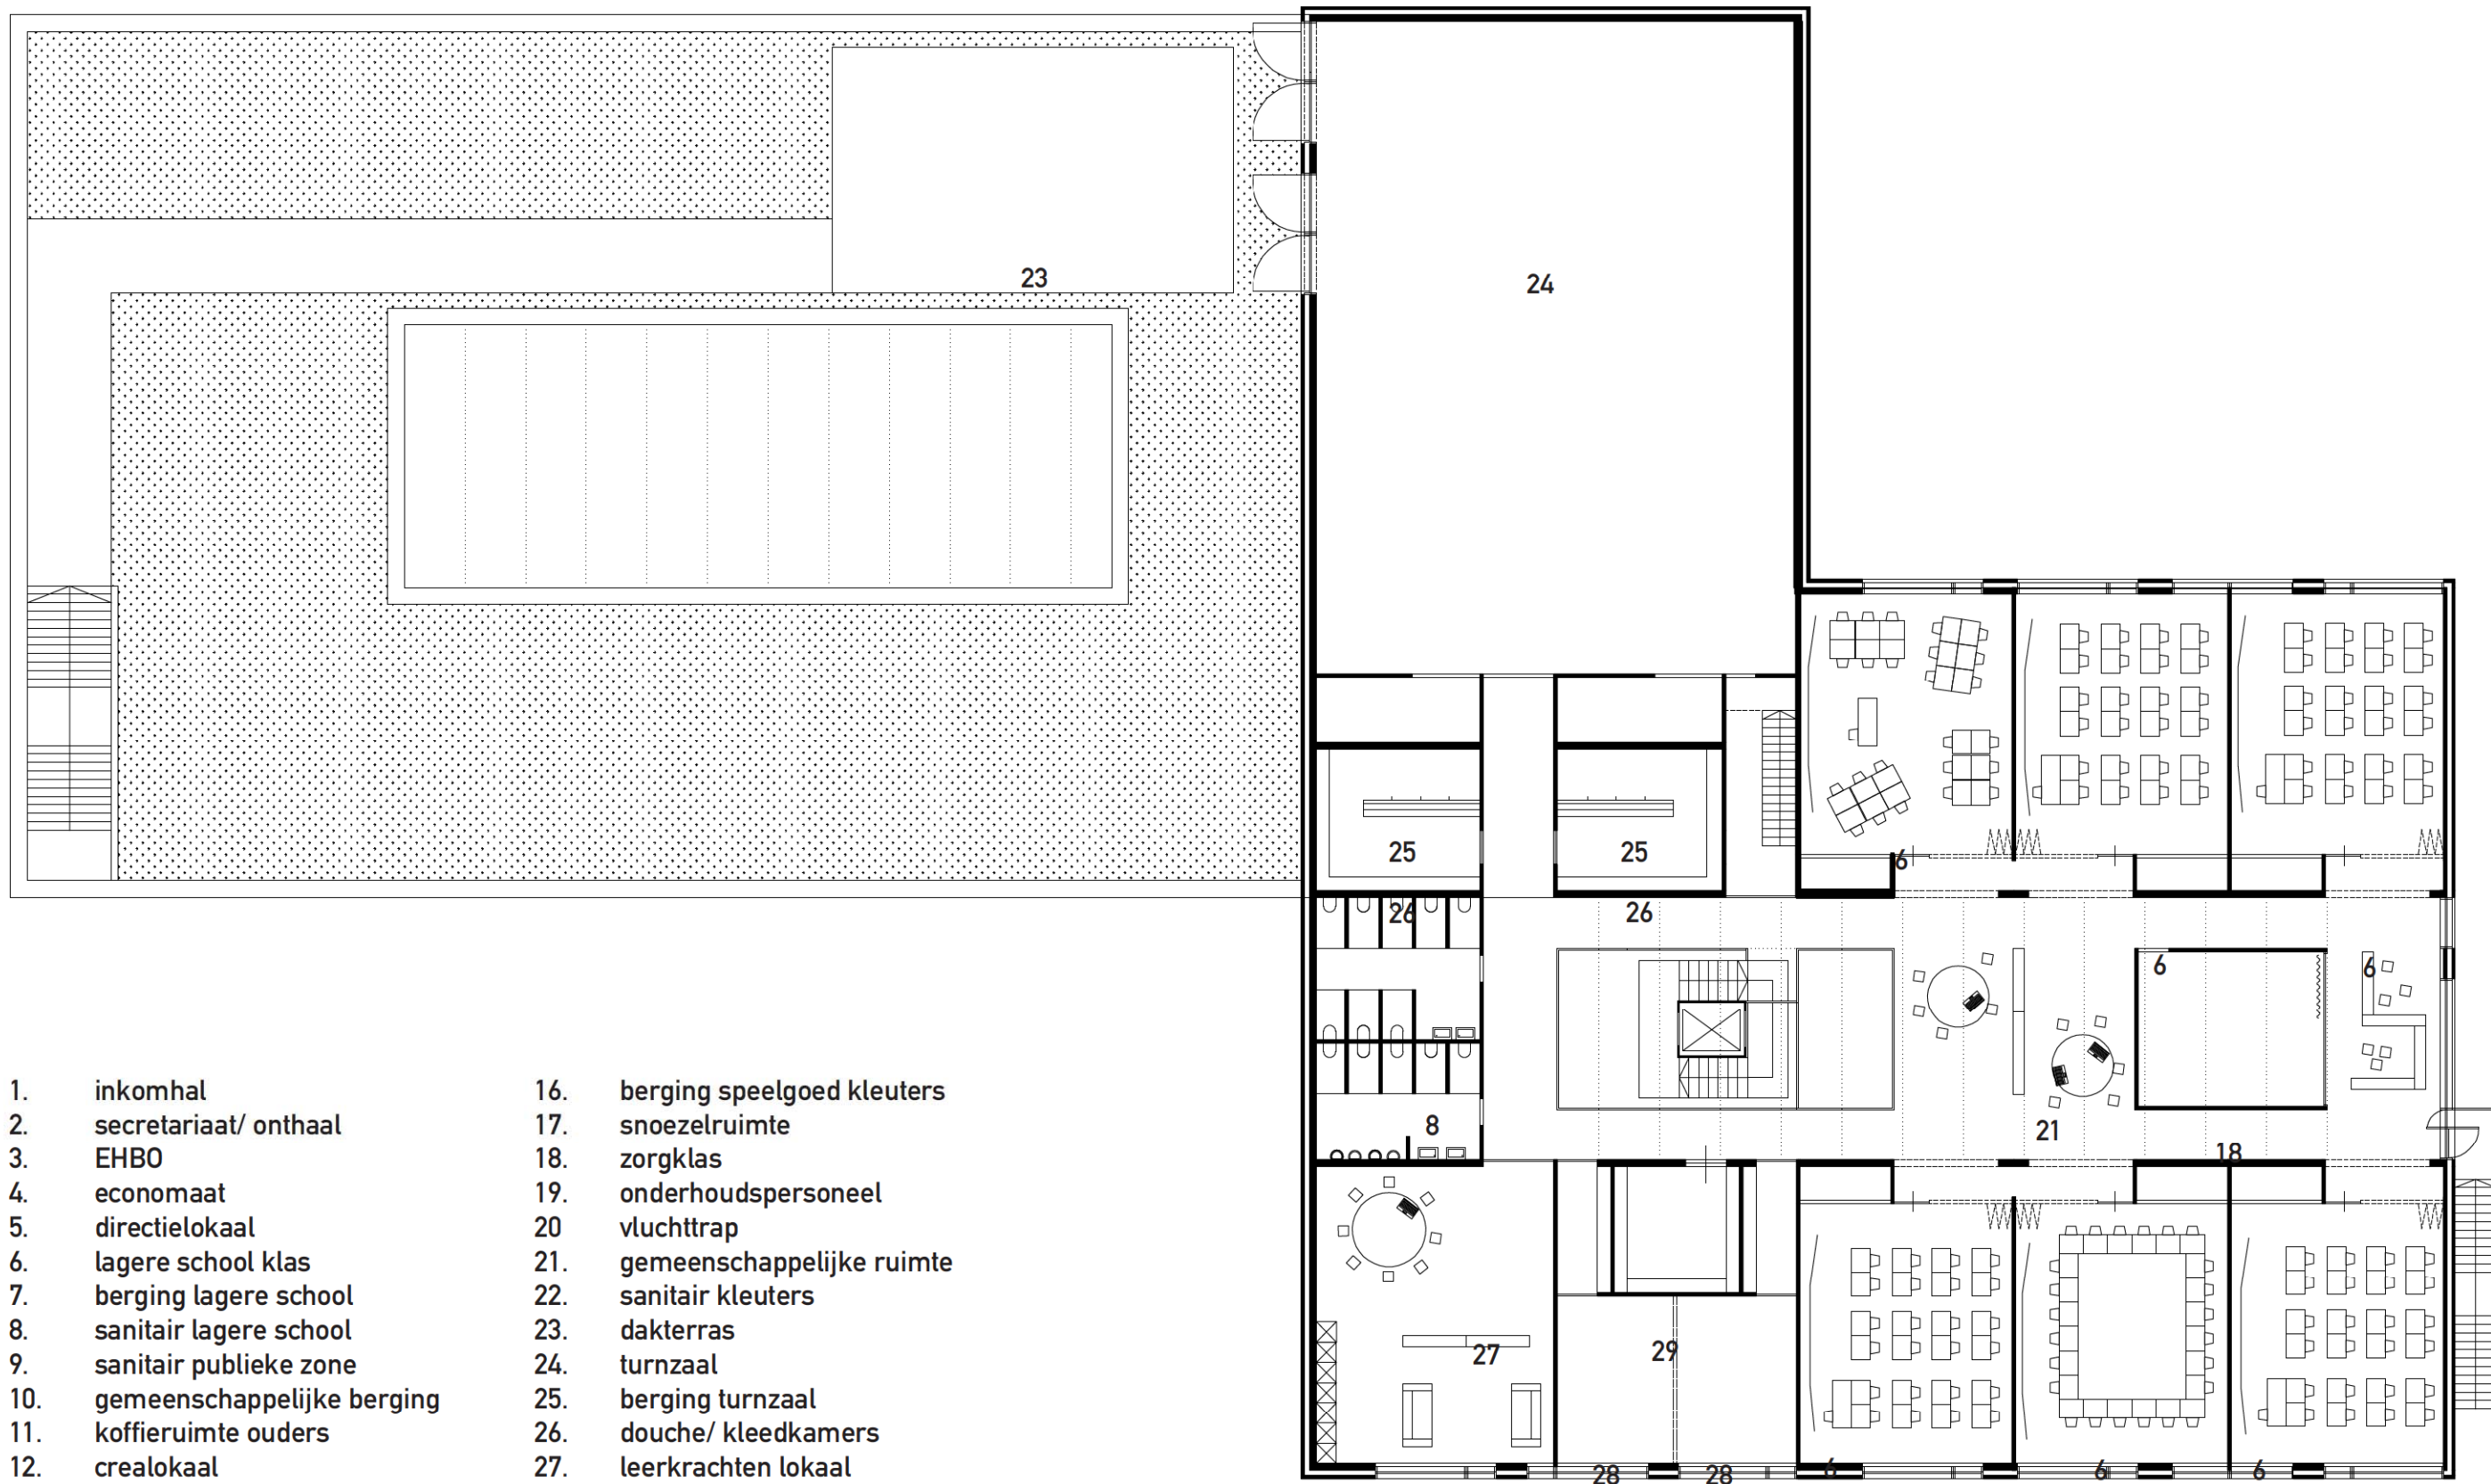 23
24
25 25
6
26 26
6 6
8
21
18
27
29
28 28
6 6 6
1. inkomhal
2. secretariaat/ onthaal
3. EHBO
4. economaat
5. directielokaal
6. lagere school klas
7. berging lagere school
8. sanitair lagere school
9. sanitair publieke zone
10. gemeenschappelijke berging
11. koffieruimte ouders
12. crealokaal
16. berging speelgoed kleuters
17. snoezelruimte
18. zorgklas
19. onderhoudspersoneel
20 vluchttrap
21. gemeenschappelijke ruimte
22. sanitair kleuters
23. dakterras
24. turnzaal
25. berging turnzaal
26. douche/ kleedkamers
27. leerkrachten lokaal